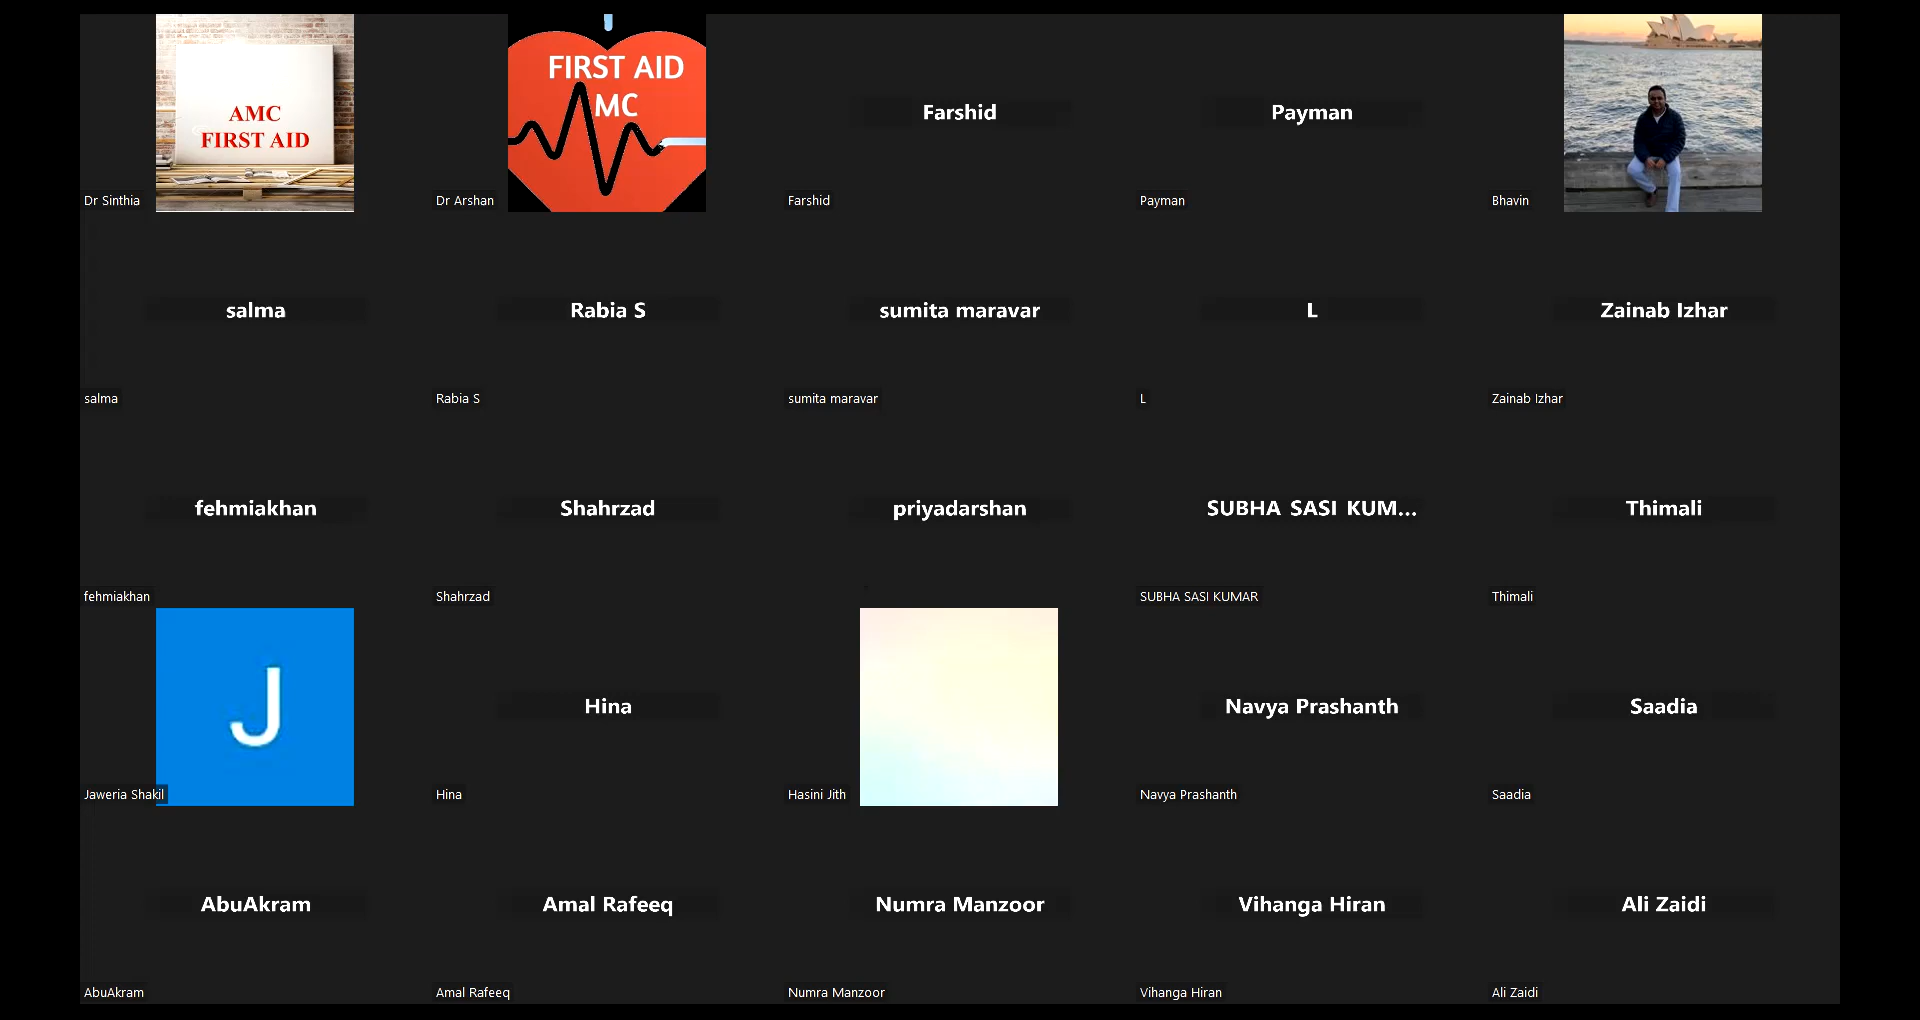 AMC
FIRST AID
Dr Sinthia
FIRST AID
MC
Dr Arshan
Farshid
Farshid
Payman
Payman
Bhavin
salma
salma
Rabia S
Rabia S
sumita maravar
sumita maravar
L
L
Zainab Izhar
Zainab Izhar
fehmiakhan
fehmiakhan
Shahrzad
Shahrzad
priyadarshan
SUBHA SASI KUM...
SUBHA SASI KUMAR
Thimali
Thimali
J
Jaweria Shakil
Hina
Hina
Hasini Jith
Navya Prashanth
Navya Prashanth
Saadia
Saadia
AbuAkram
AbuAkram
Amal Rafeeq
Amal Rafeeq
Numra Manzoor
Numra Manzoor
Vihanga Hiran
Vihanga Hiran
Ali Zaidi
Ali Zaidi